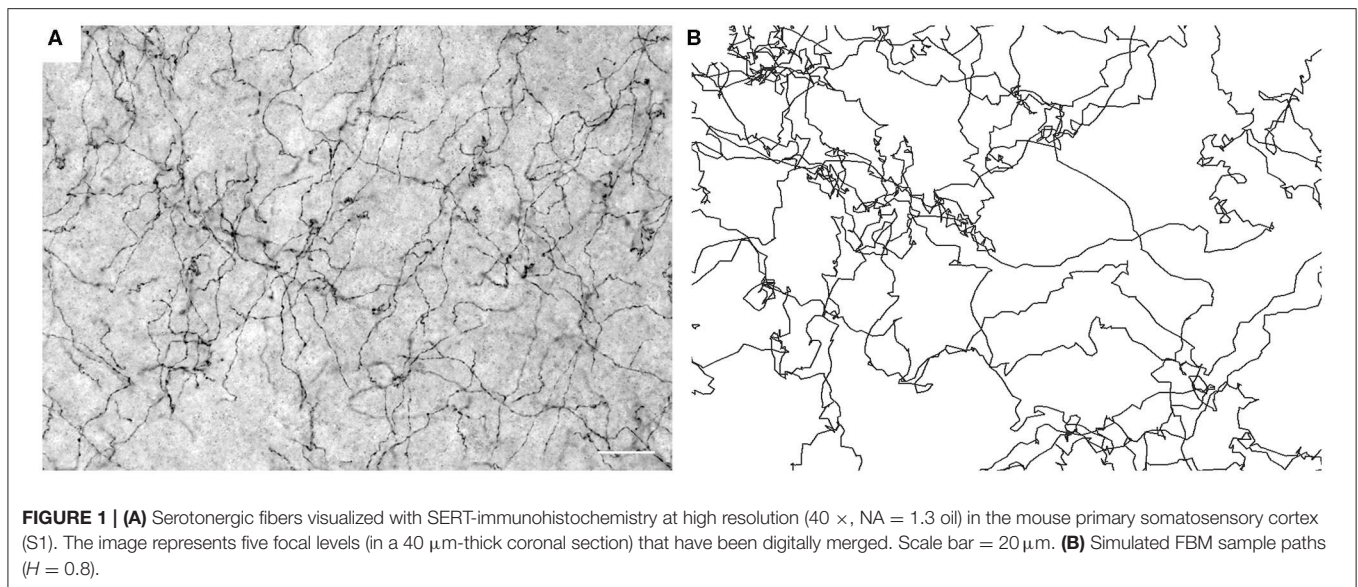 A
B
FIGURE 1 | (A) Serotonergic fibers visualized with SERT-immunohistochemistry at high resolution (40 ×, NA = 1.3 oil) in the mouse primary somatosensory cortex
(S1). The image represents five focal levels (in a 40 μm-thick coronal section) that have been digitally merged. Scale bar = 20 μm. (B) Simulated FBM sample paths
(H = 0.8).